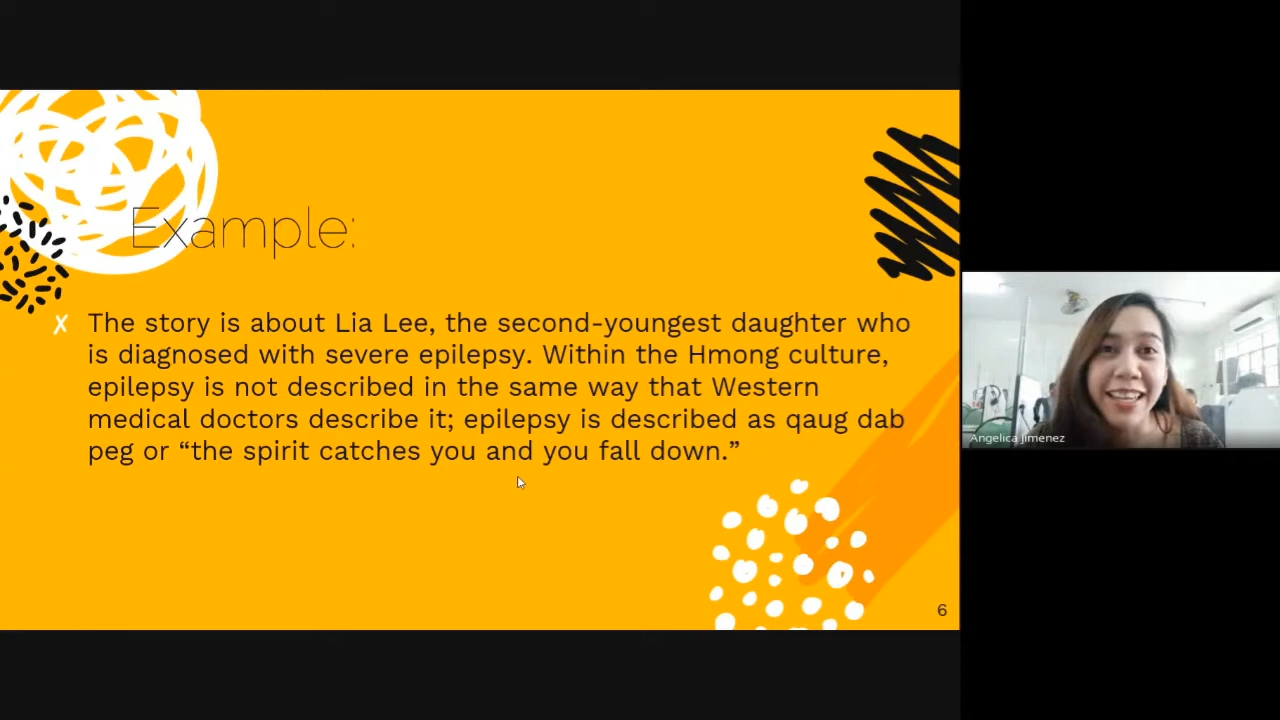 Example:
x The story is about Lia Lee, the second-youngest daughter who
is diagnosed with severe epilepsy. Within the Hmong culture,
epilepsy is not described in the same way that Western
medical doctors describe it; epilepsy is described as qaug dab
peg or “the spirit catches you and you fall down.”
6
Angelica Jimenez